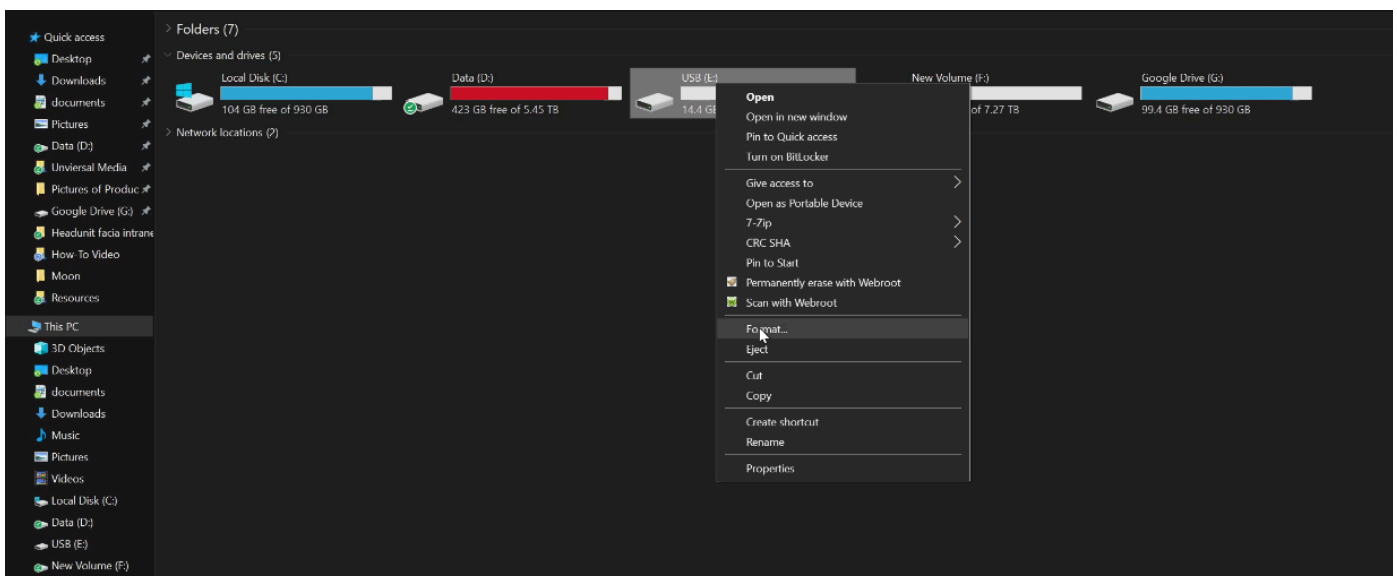 Quick access
Desktop
Downloads
documents
Pictures
Data (D:)
Unviersal Media
Pictures of Produc
Google Drive (G:)
Headunit facia intrane
How-To Video
Moon
Resources
This PC
3D Objects
Desktop
documents
Downloads
Music
Pictures
Videos
Local Disk (C:)
Data (D:)
USB (E:)
New Volume (F:)
Folders (7)
Devices and drives (5)
Local Disk (C:)
104 GB free of 930 GB
Data (D:)
423 GB free of 5.45 TB
USB (E:)
14.4 G
New Volume (F:)
of 7.27 TB
Google Drive (G:)
99.4 GB free of 930 GB
Network locations (2)
Open
Open in new window
Pin to Quick access
Turn on BitLocker
Give access to
Open as Portable Device
7-Zip
CRC SHA
Pin to Start
Permanently erase with Webroot
Scan with Webroot
Format...
Eject
Cut
Copy
Create shortcut
Rename
Properties